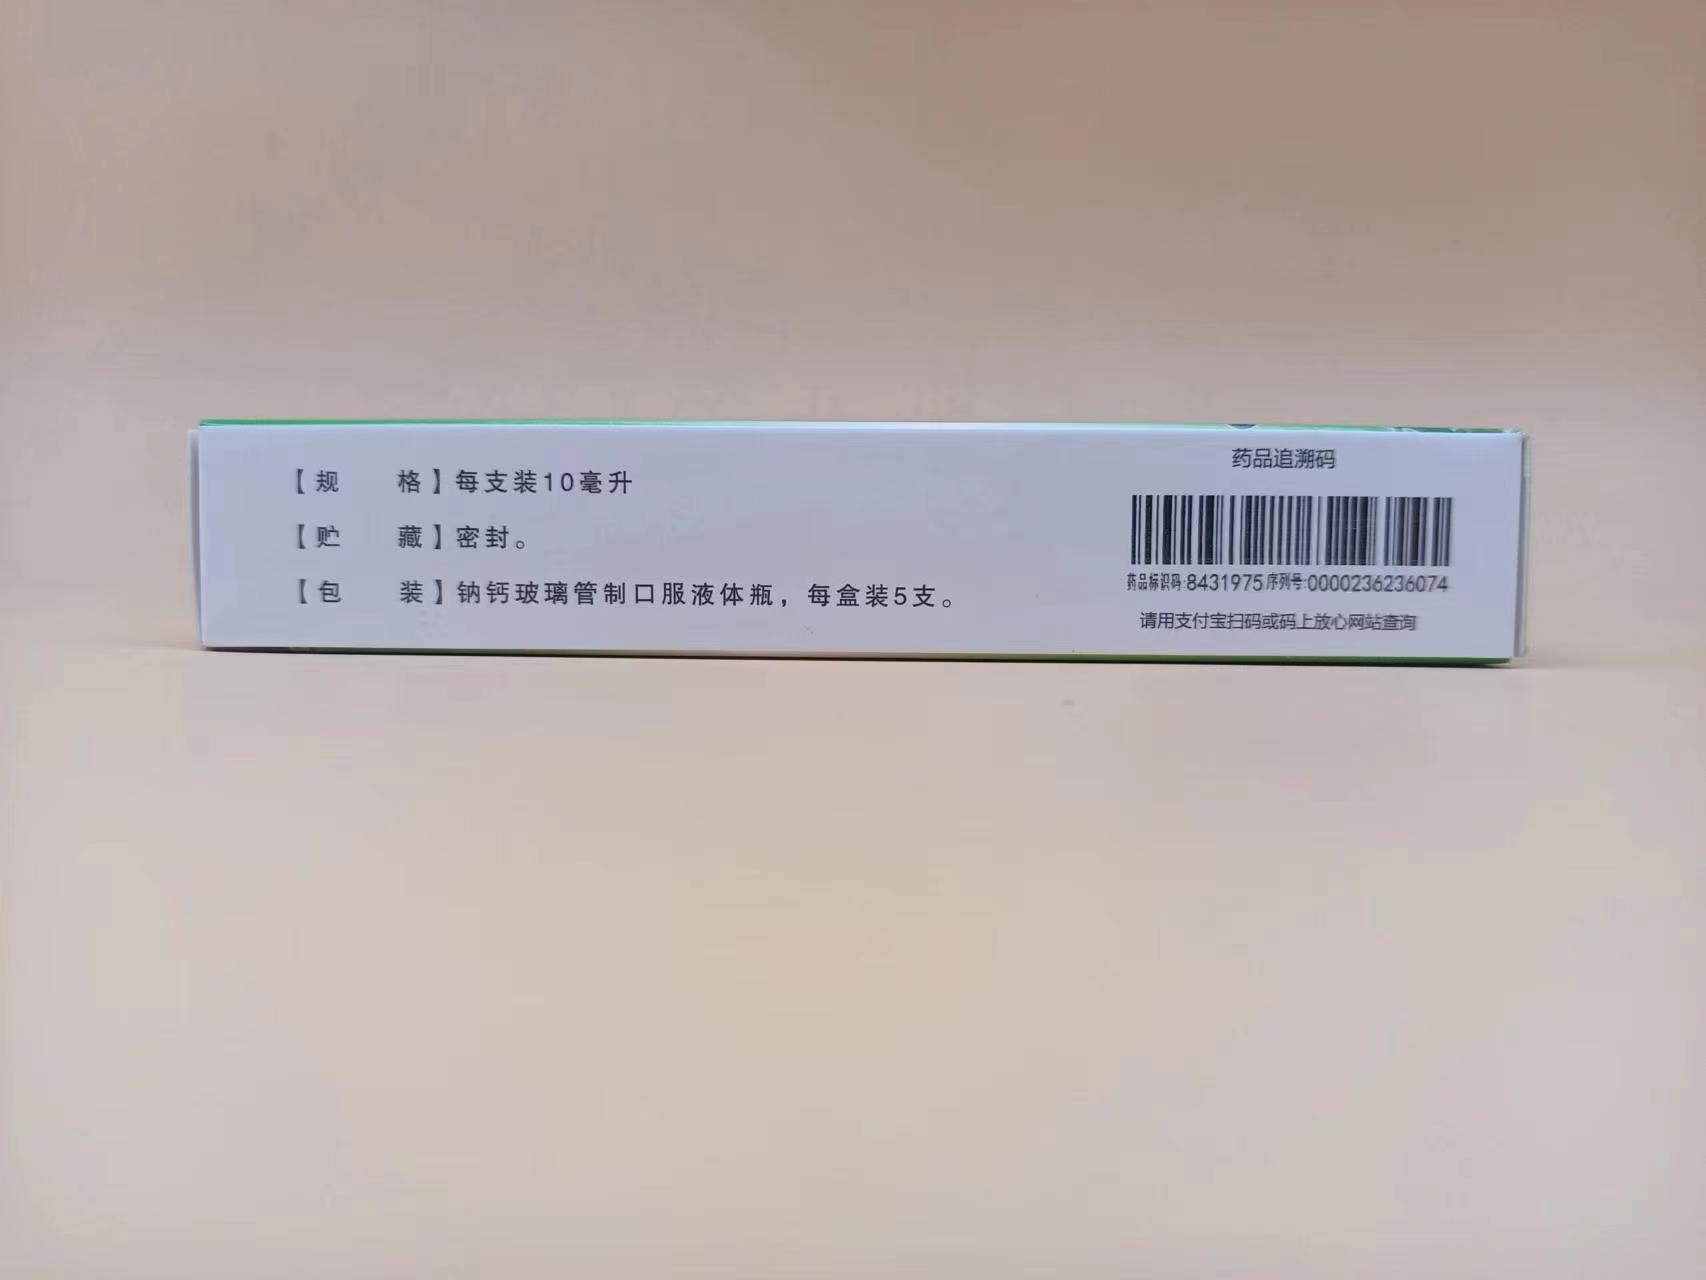 【规 格】每支装10毫升
【贮 藏】密封。
【包 装】钠钙玻璃管制口服液体瓶，每盒装5支。
药品追溯码
药品标识码:8431975 序列号:0000236236074
请用支付宝扫码或码上放心网站查询